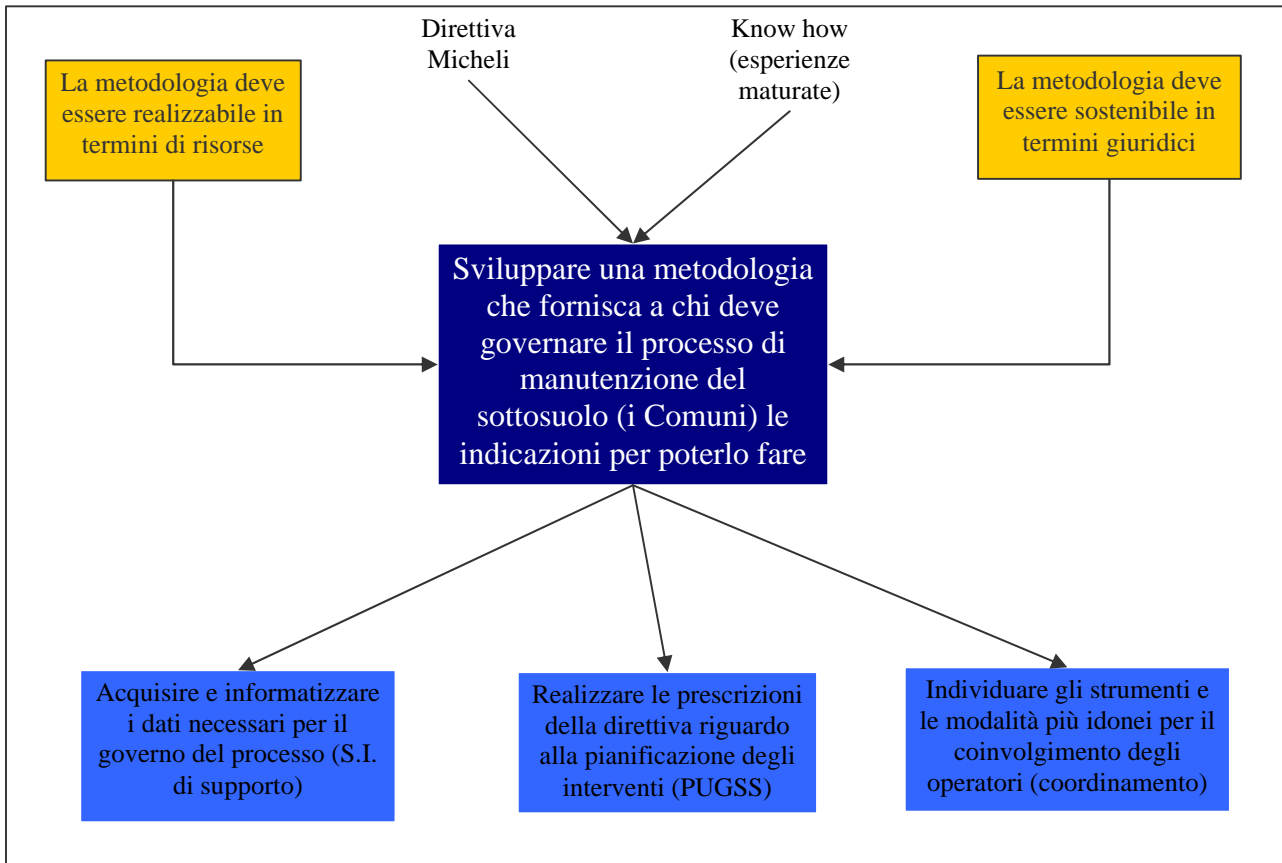 Direttiva
Micheli
Know how
(esperienze
maturate)
La metodologia deve
essere realizzabile in
termini di risorse
La metodologia deve
essere sostenibile in
termini giuridici
Sviluppare una metodologia
che fornisca a chi deve
governare il processo di
manutenzione del
sottosuolo (i Comuni) le
indicazioni per poterlo fare
Acquisire e informatizzare
i dati necessari per il
governo del processo (S.I.
di supporto)
Realizzare le prescrizioni
della direttiva riguardo
alla pianificazione degli
interventi (PUGSS)
Individuare gli strumenti e
le modalità più idonei per il
coinvolgimento degli
operatori (coordinamento)